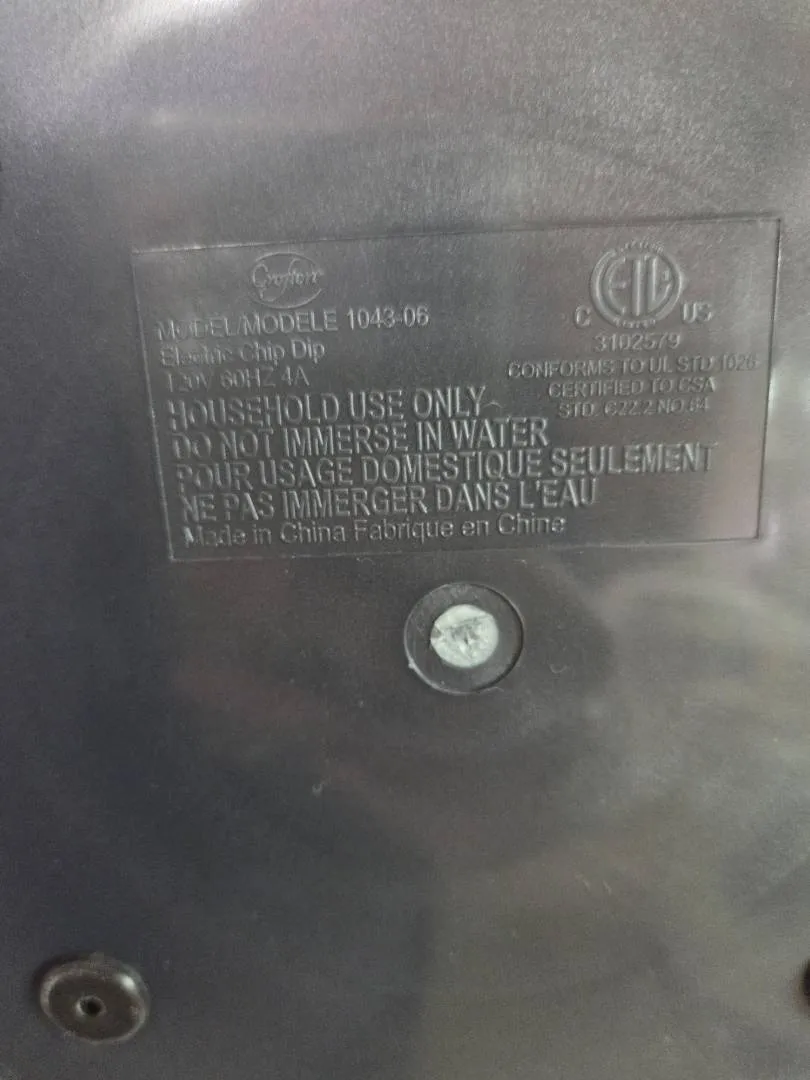 Crofton
MODEL/MODELE 1043-06
Electric Chip Dip
120V 60HZ 4A
HOUSEHOLD USE ONLY
DO NOT IMMERSE IN WATER
POUR USAGE DOMESTIQUE SEULEMENT
NE PAS IMMERGER DANS L'EAU
Made in China Fabrique en Chine
ETL
C US
3102579
CONFORMS TO UL STD 1026
CERTIFIED TO CSA
STD. C22.2 NO.64